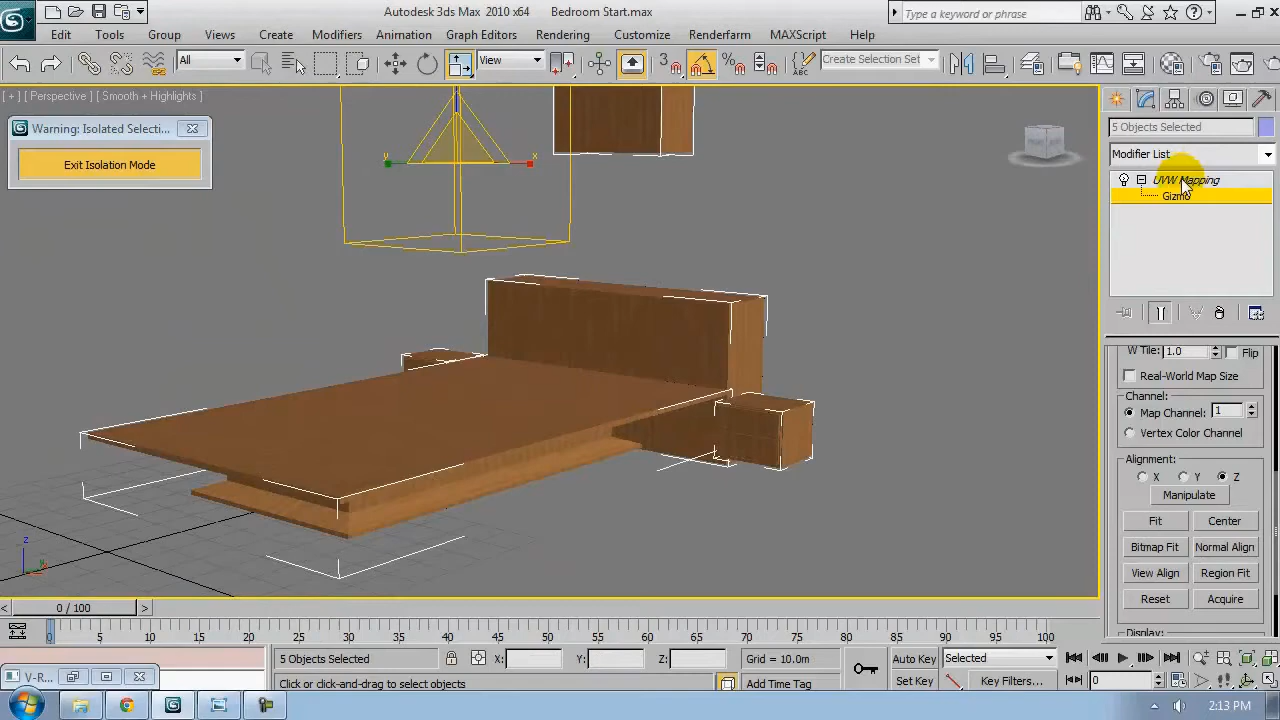 Autodesk 3ds Max 2010 x64 Bedroom Start.max
Type a keyword or phrase
Edit Tools Group Views Create Modifiers Animation Graph Editors Rendering Customize Renderfarm MAXScript Help
All View 3 Create Selection Set
[ + ] [ Perspective ] [ Smooth + Highlights ]
Warning: Isolated Selecti...
Exit Isolation Mode
5 Objects Selected
Modifier List
UVW Mapping
Gizmo
W Tile: 1.0 Flip
Real-World Map Size
Channel:
Map Channel: 1
Vertex Color Channel
Alignment:
X Y Z
Manipulate
Fit Center
Bitmap Fit Normal Align
View Align Region Fit
Reset Acquire
Display:
y x
z
< 0 / 100 >
0 5 10 15 20 25 30 35 40 45 50 55 60 65 70 75 80 85 90 95 100
5 Objects Selected X: Y: Z: Grid = 10.0m Auto Key Selected
Click or click-and-drag to select objects Add Time Tag Set Key Key Filters... 0
V-R...
2:13 PM